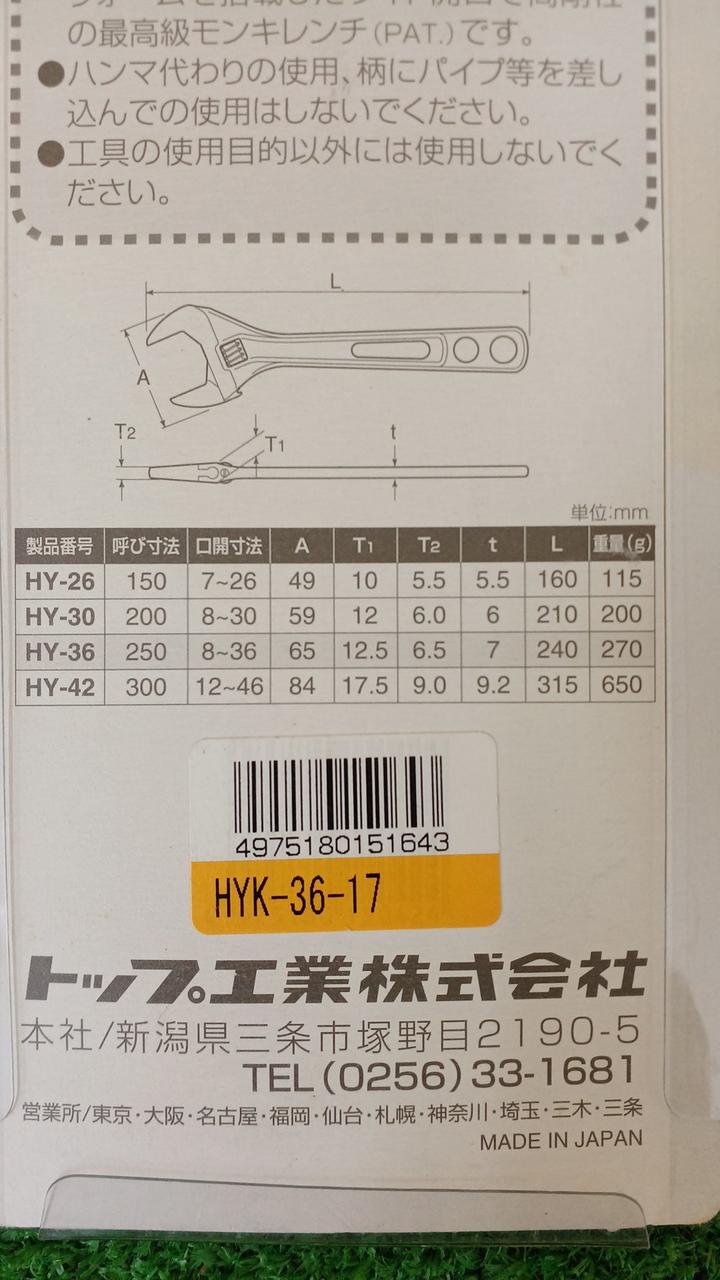 の最高級モンキレンチ(PAT.)です。
●ハンマ代わりの使用、柄にパイプ等を差し
込んでの使用はしないでください。
●工具の使用目的以外には使用しないでく
ださい。
L
A
T2
T1
t
単位:mm
製品番号 呼び寸法 口開寸法 A T1 T2 t L 重量(g)
HY-26 150 7~26 49 10 5.5 5.5 160 115
HY-30 200 8~30 59 12 6.0 6 210 200
HY-36 250 8~36 65 12.5 6.5 7 240 270
HY-42 300 12~46 84 17.5 9.0 9.2 315 650
4975180151643
HYK-36-17
トップ工業株式会社
本社/新潟県三条市塚野目2190-5
TEL(0256)33-1681
営業所/東京・大阪・名古屋・福岡・仙台・札幌・神奈川・埼玉・三木・三条
MADE IN JAPAN